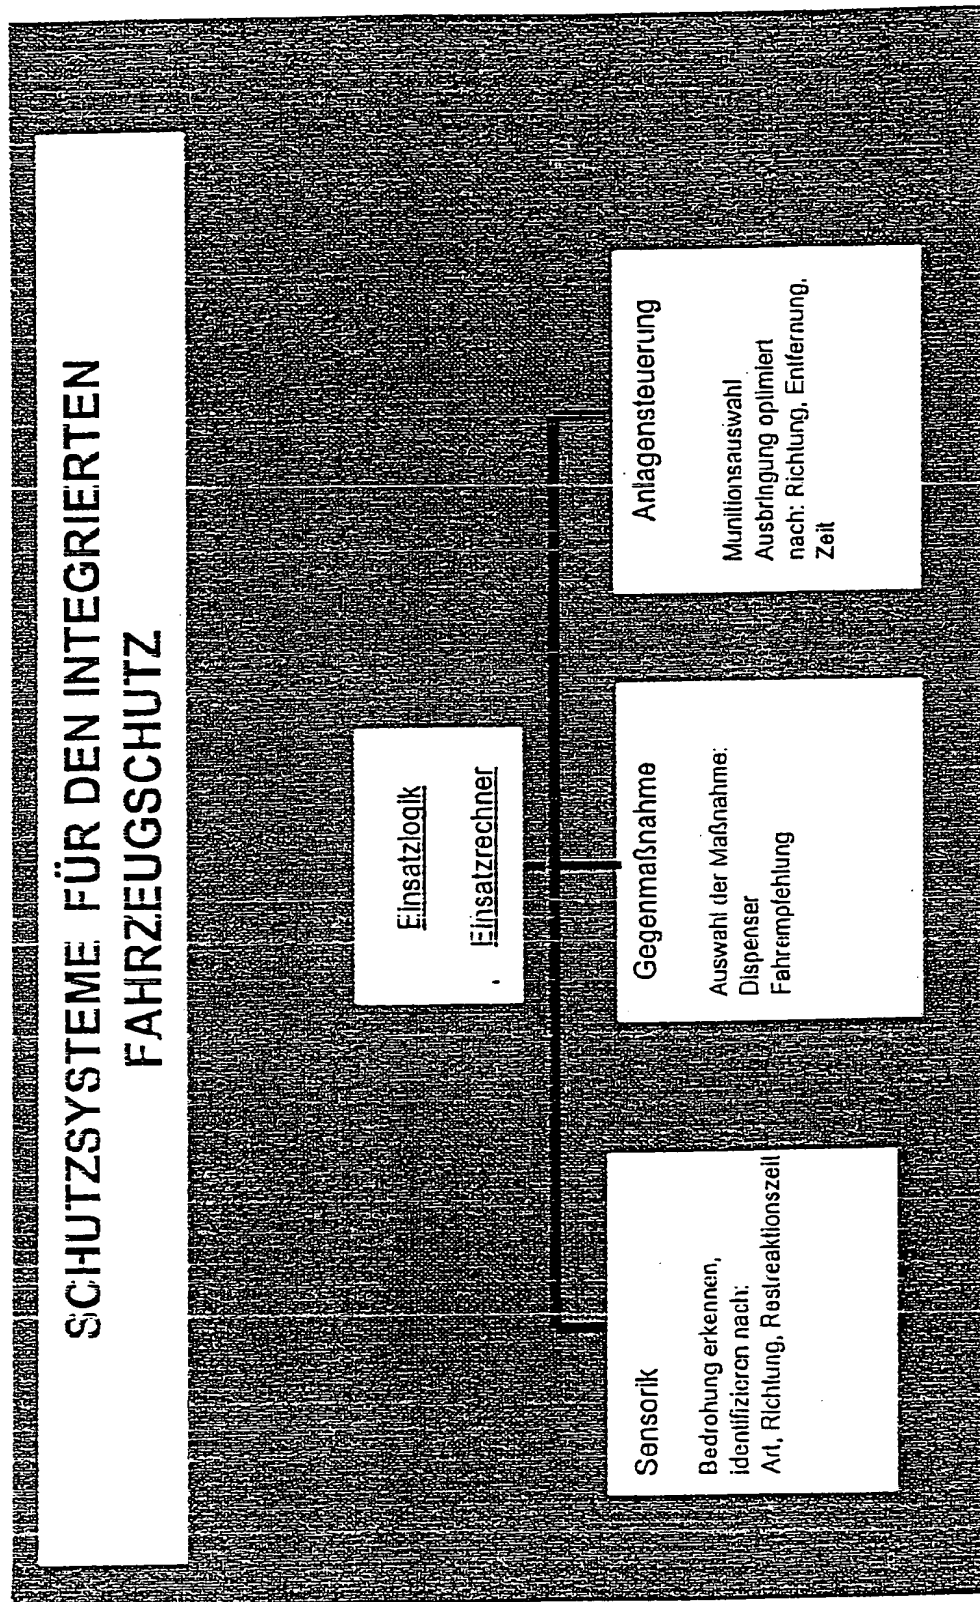 SCHUTZSYSTEME FÜR DEN INTEGRIERTEN
FAHRZEUGSCHUTZ
Einsatzlogik
Einsatzrechner
Sensorik
Bedrohung erkennen,
identifizieren nach:
Art, Richtung, Restreaktionszeit
Gegenmaßnahme
Auswahl der Maßnahme:
Dispenser
Fahrempfehlung
Anlagensteuerung
Munitionsauswahl
Ausbringung optimiert
nach: Richtung, Entfernung,
Zeit